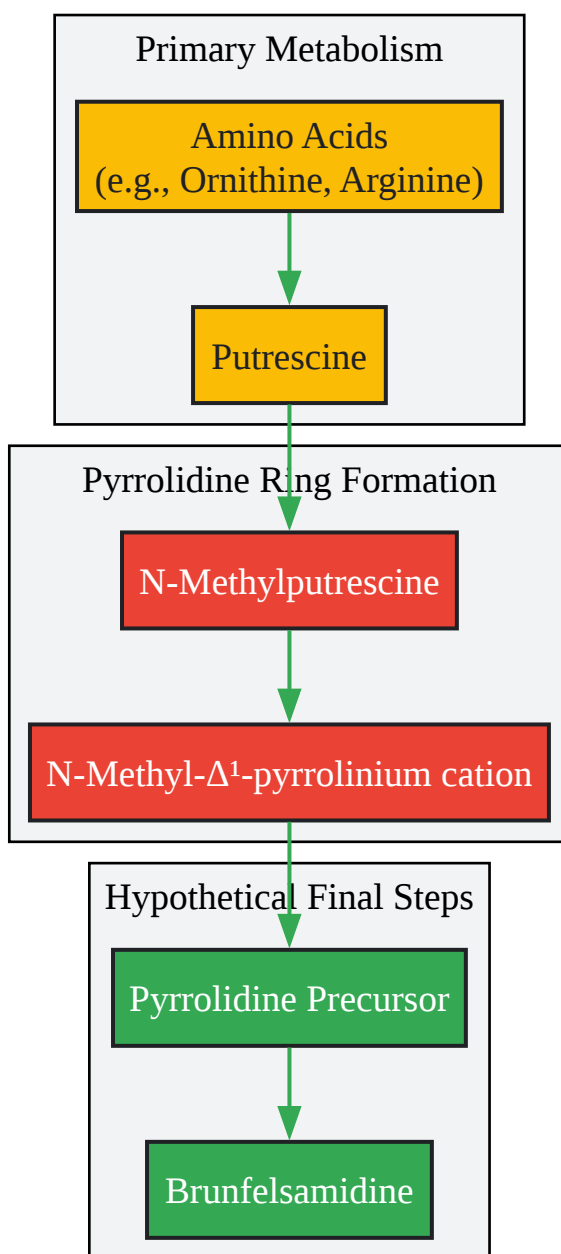 Primary Metabolism
Amino Acids
(e.g., Ornithine, Arginine)
Putrescine
Pyrrolidine Ring Formation
N-Methylputrescine
N-Methyl-Δ¹-pyrrolinium cation
Hypothetical Final Steps
Pyrrolidine Precursor
Brunfelsamidine